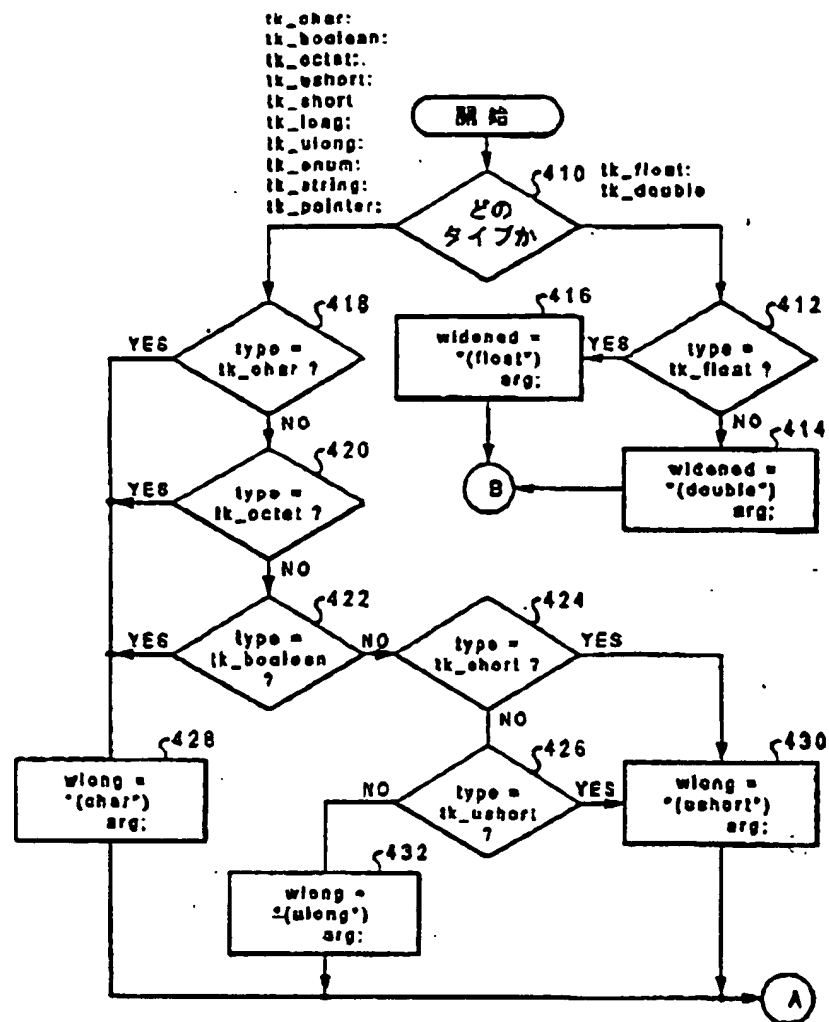 tk_char:
tk_boolean:
tk_octet:.
tk_ushort:
tk_short
tk_long:
tk_ulong:
tk_enum:
tk_string:
tk_pointer:
開始
410
tk_float:
tk_double
どの
タイプか
418
YES
type =
tk_char ?
NO
416
widened =
*(float*)
arg;
YES
412
type =
tk_float ?
NO
414
widened =
*(double*)
arg;
B
420
YES
type =
tk_octet ?
NO
422
YES
type =
tk_boolean
?
NO
424
type =
tk_short ?
YES
NO
428
wlong =
*(char*)
arg;
426
NO
type =
tk_ushort
?
YES
430
wlong =
*(ushort*)
arg;
432
wlong =
*(ulong*)
arg;
A